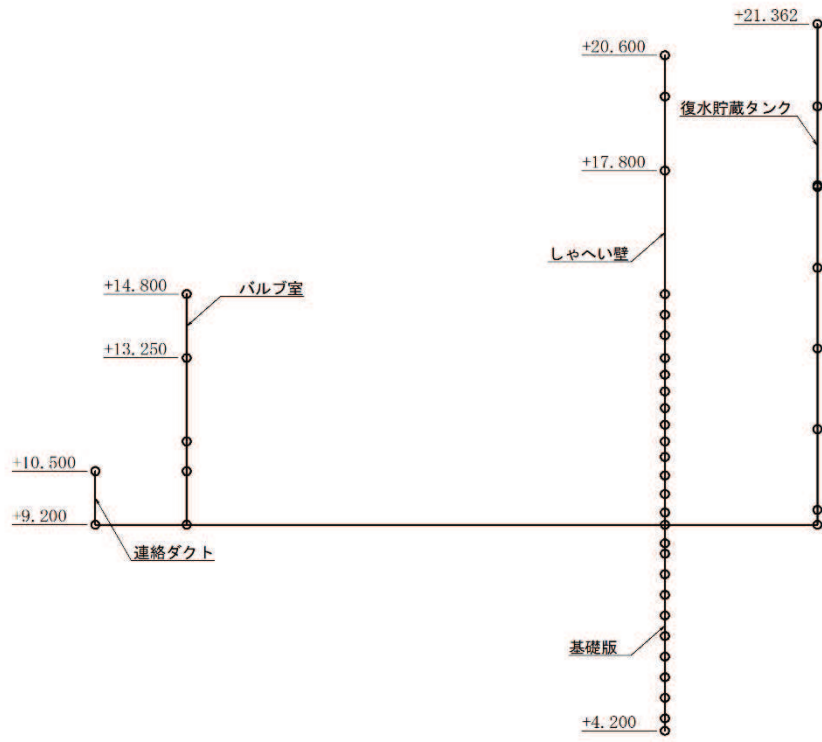 +21.362
+20.600
復水貯蔵タンク
+17.800
しゃへい壁
+14.800
バルブ室
+13.250
+10.500
+9.200
連絡ダクト
基礎版
+4.200